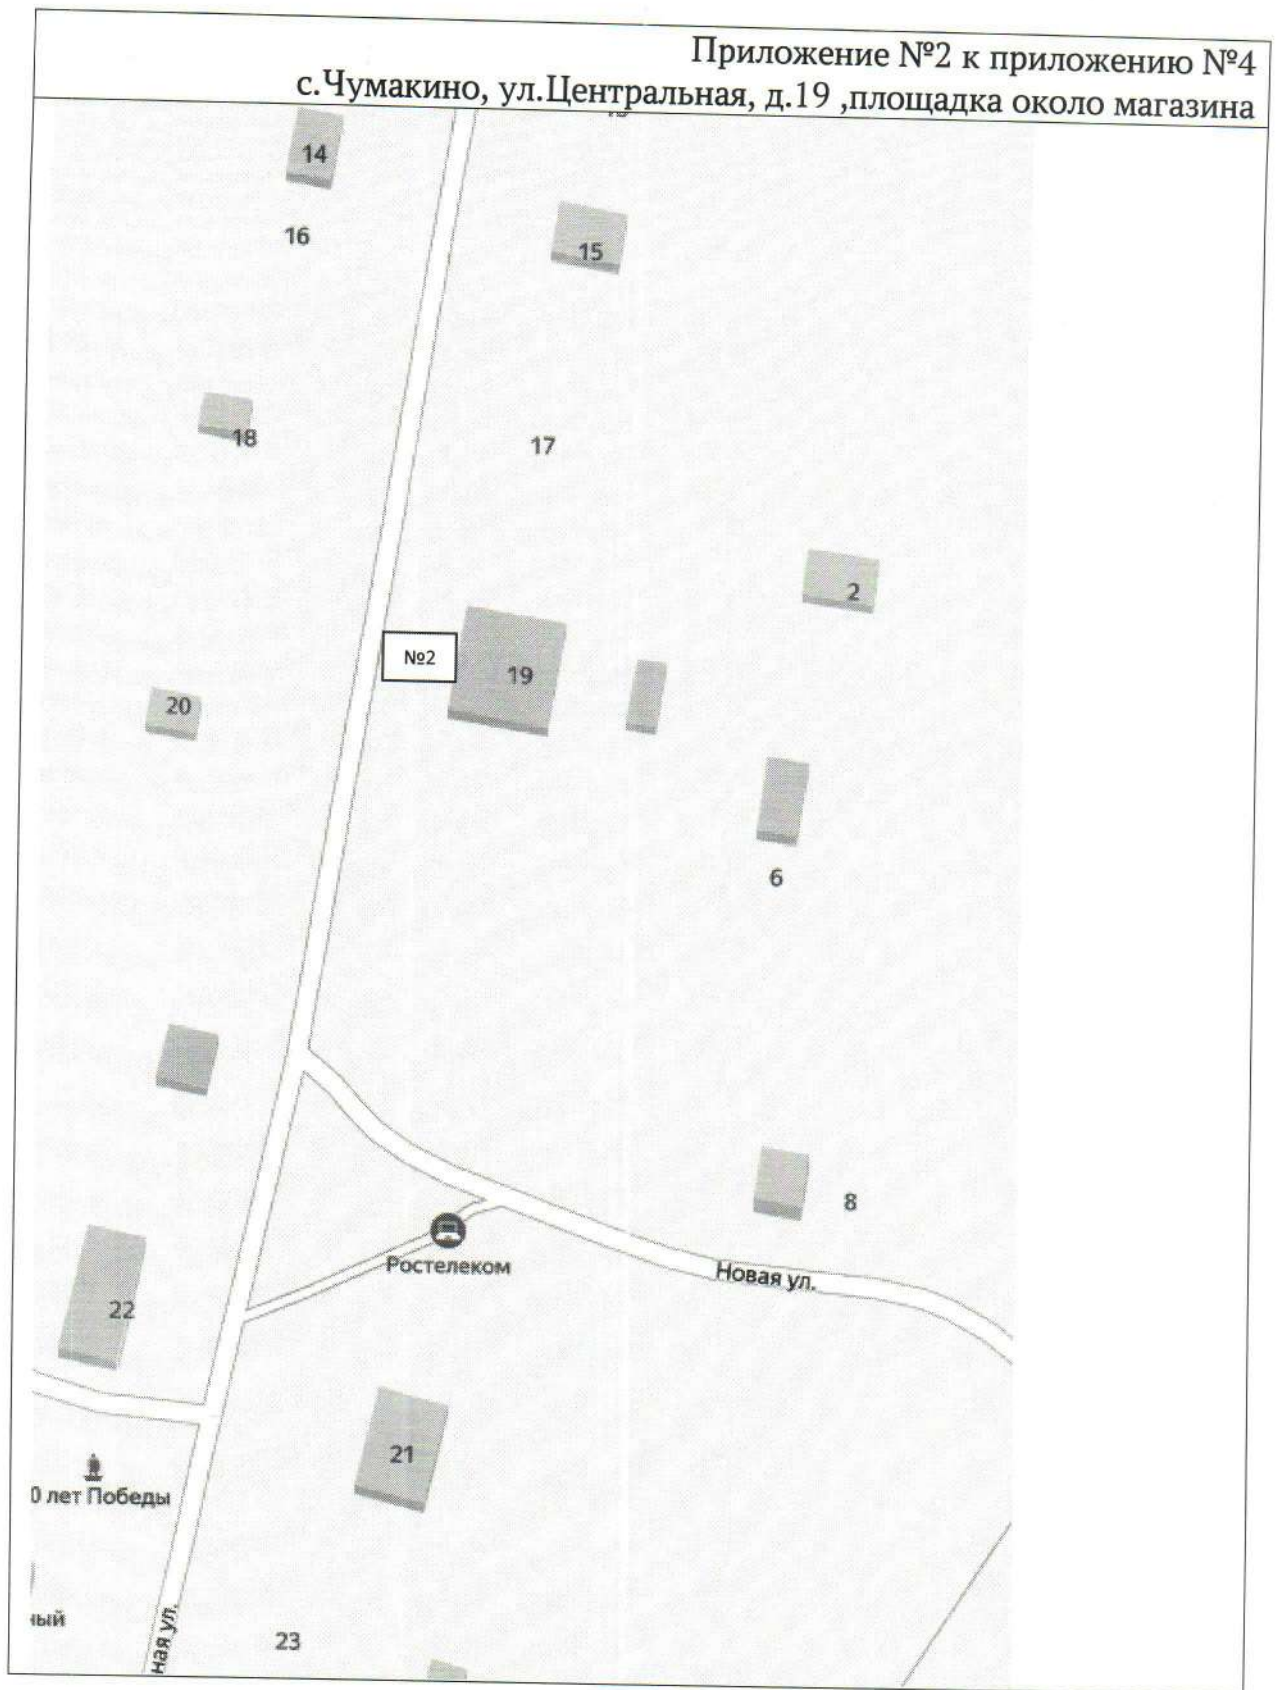 Приложение №2 к приложению №4
с.Чумакино, ул.Центральная, д.19 ,площадка около магазина
14
16
15
18
17
2
№2
19
20
6
8
Ростелеком
Новая ул.
22
21
0 лет Победы
ный
ная ул.
23